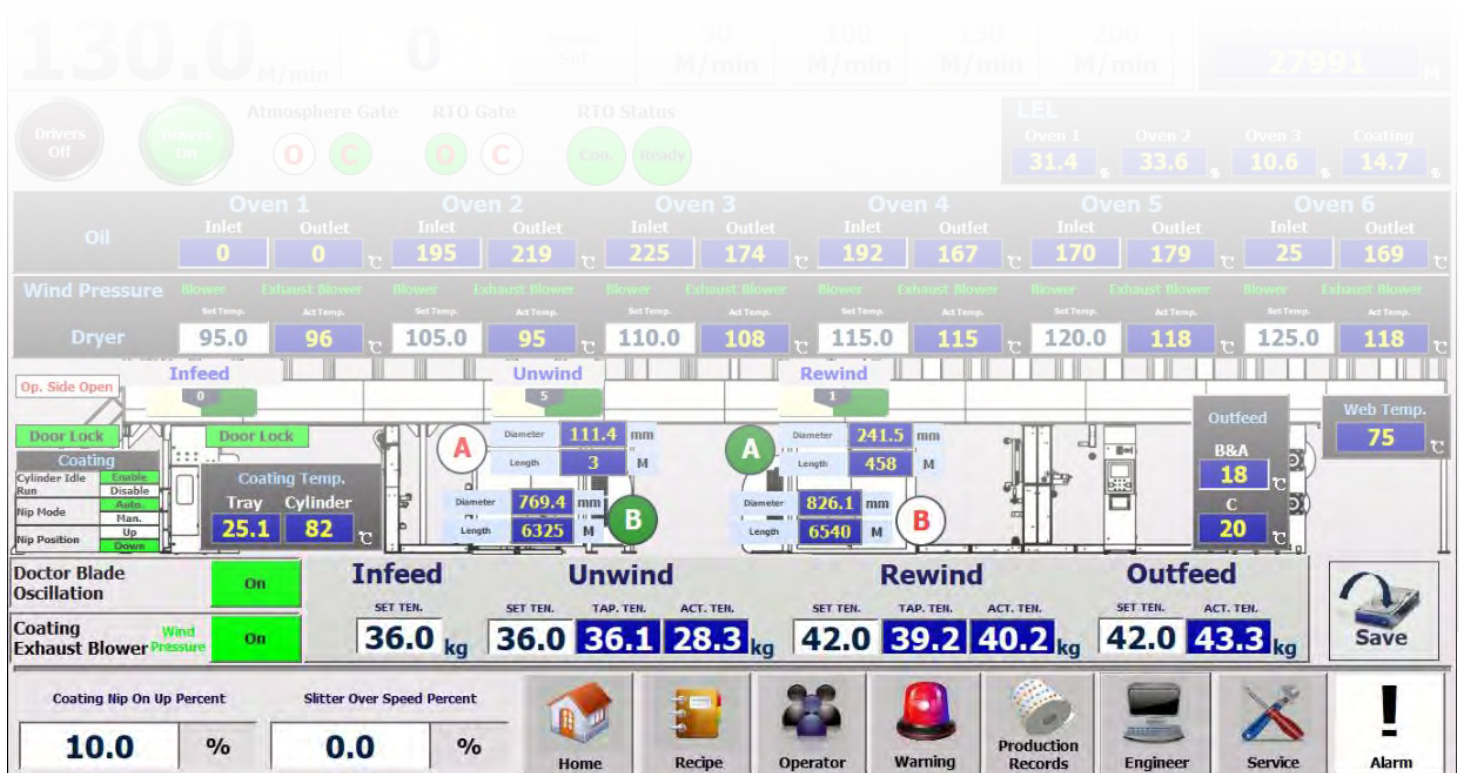 130.0 M/min 0 Speed Set 50 M/min 100 M/min 150 M/min 200 M/min 27991 M
Atmosphere Gate RTO Gate RTO Status LEL
Drivers Off Drivers On O C O C Con. Ready
Oven 1 Oven 2 Oven 3 Coating
31.4 % 33.6 % 10.6 % 14.7 %
Oven 1 Oven 2 Oven 3 Oven 4 Oven 5 Oven 6
Oil Inlet Outlet Inlet Outlet Inlet Outlet Inlet Outlet Inlet Outlet Inlet Outlet
0 0 ℃ 195 219 ℃ 225 174 ℃ 192 167 ℃ 170 179 ℃ 25 169 ℃
Wind Pressure Blower Exhaust Blower Blower Exhaust Blower Blower Exhaust Blower Blower Exhaust Blower Blower Exhaust Blower Blower Exhaust Blower
Set Temp. Act Temp. Set Temp. Act Temp. Set Temp. Act Temp. Set Temp. Act Temp. Set Temp. Act Temp. Set Temp. Act Temp.
Dryer 95.0 96 ℃ 105.0 95 ℃ 110.0 108 ℃ 115.0 115 ℃ 120.0 118 ℃ 125.0 118 ℃
Op. Side Open Infeed Unwind Rewind
0 5 1
Door Lock Door Lock
Coating
Cylinder Idle Run Enable Disable
Nip Mode Auto. Man.
Nip Position Up Down
Coating Temp.
Tray Cylinder
25.1 82 ℃
A Diameter 111.4 mm
Length 3 M
Diameter 769.4 mm
Length 6325 M B
A Diameter 241.5 mm
Length 458 M
Diameter 826.1 mm
Length 6540 M B
Outfeed
B&A
18 ℃
C
20 ℃
Web Temp.
75 ℃
Doctor Blade Oscillation On
Coating Exhaust Blower Wind Pressure On
Infeed Unwind Rewind Outfeed
SET TEN. SET TEN. TAP. TEN. ACT. TEN. SET TEN. TAP. TEN. ACT. TEN. SET TEN. ACT. TEN.
36.0 kg 36.0 36.1 28.3 kg 42.0 39.2 40.2 kg 42.0 43.3 kg
Save
Coating Nip On Up Percent Slitter Over Speed Percent
10.0 % 0.0 %
Home Recipe Operator Warning Production Records Engineer Service Alarm